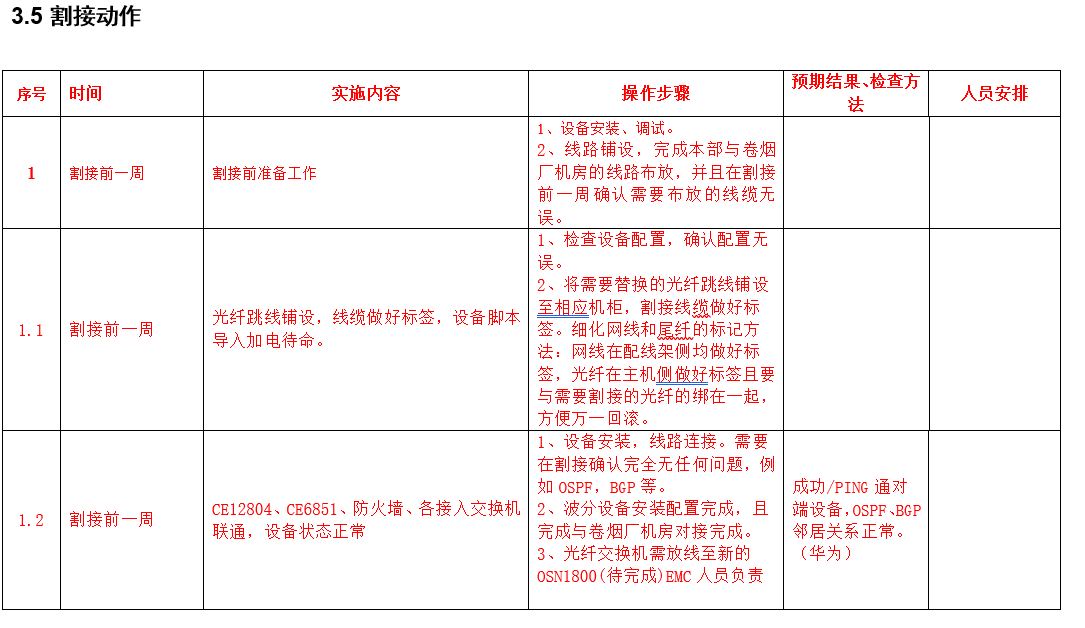 3.5 割接动作
序号
时间
实施内容
操作步骤
预期结果、检查方
法
人员安排
1
割接前一周
割接前准备工作
1、设备安装、调试。
2、线路铺设，完成本部与卷烟
厂机房的线路布放，并且在割接
前一周确认需要布放的线缆无
误。
1.1
割接前一周
光纤跳线铺设，线缆做好标签，设备脚本
导入加电待命。
1、检查设备配置，确认配置无
误。
2、将需要替换的光纤跳线铺设
至相应机柜，割接线缆做好标
签。细化网线和尾纤的标记方
法：网线在配线架侧均做好标
签，光纤在主机侧做好标签且要
与需要割接的光纤的绑在一起，
方便万一回滚。
1.2
割接前一周
CE12804、CE6851、防火墙、各接入交换机
联通，设备状态正常
1、设备安装，线路连接。需要
在割接确认完全无任何问题，例
如 OSPF，BGP 等。
2、波分设备安装配置完成，且
完成与卷烟厂机房对接完成。
3、光纤交换机需放线至新的
OSN1800(待完成)EMC 人员负责
成功/PING 通对
端设备，OSPF、BGP
邻居关系正常。
（华为）